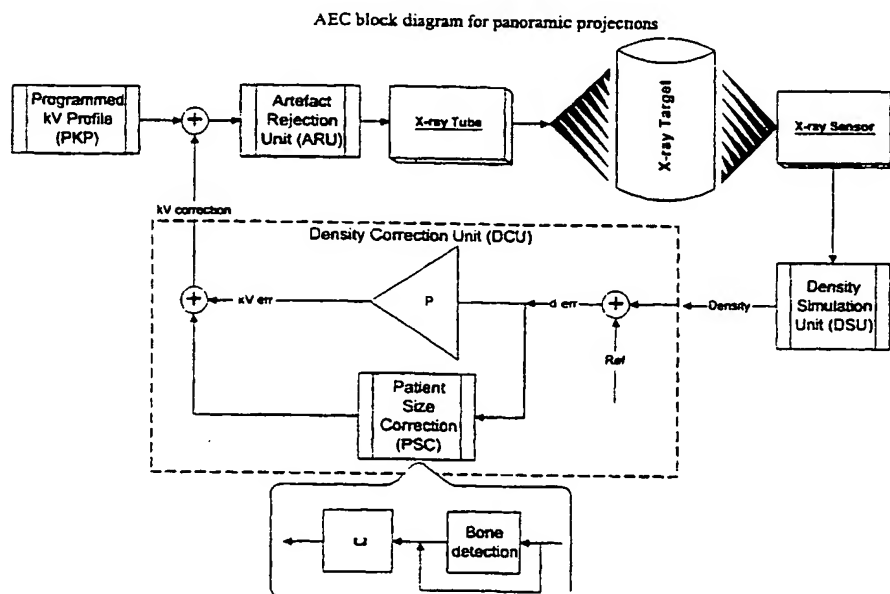 AEC block diagram for panoramic projections
Programmed
kV Profile
(PKP)
+
Artefact
Rejection
Unit (ARU)
X-ray Tube
X-ray Target
X-ray Sensor
kV correction
Density Correction Unit (DCU)
+
kV err
P
d err
+
Density
Density
Simulation
Unit (DSU)
Ref
Patient
Size
Correction
(PSC)
Bone
detection